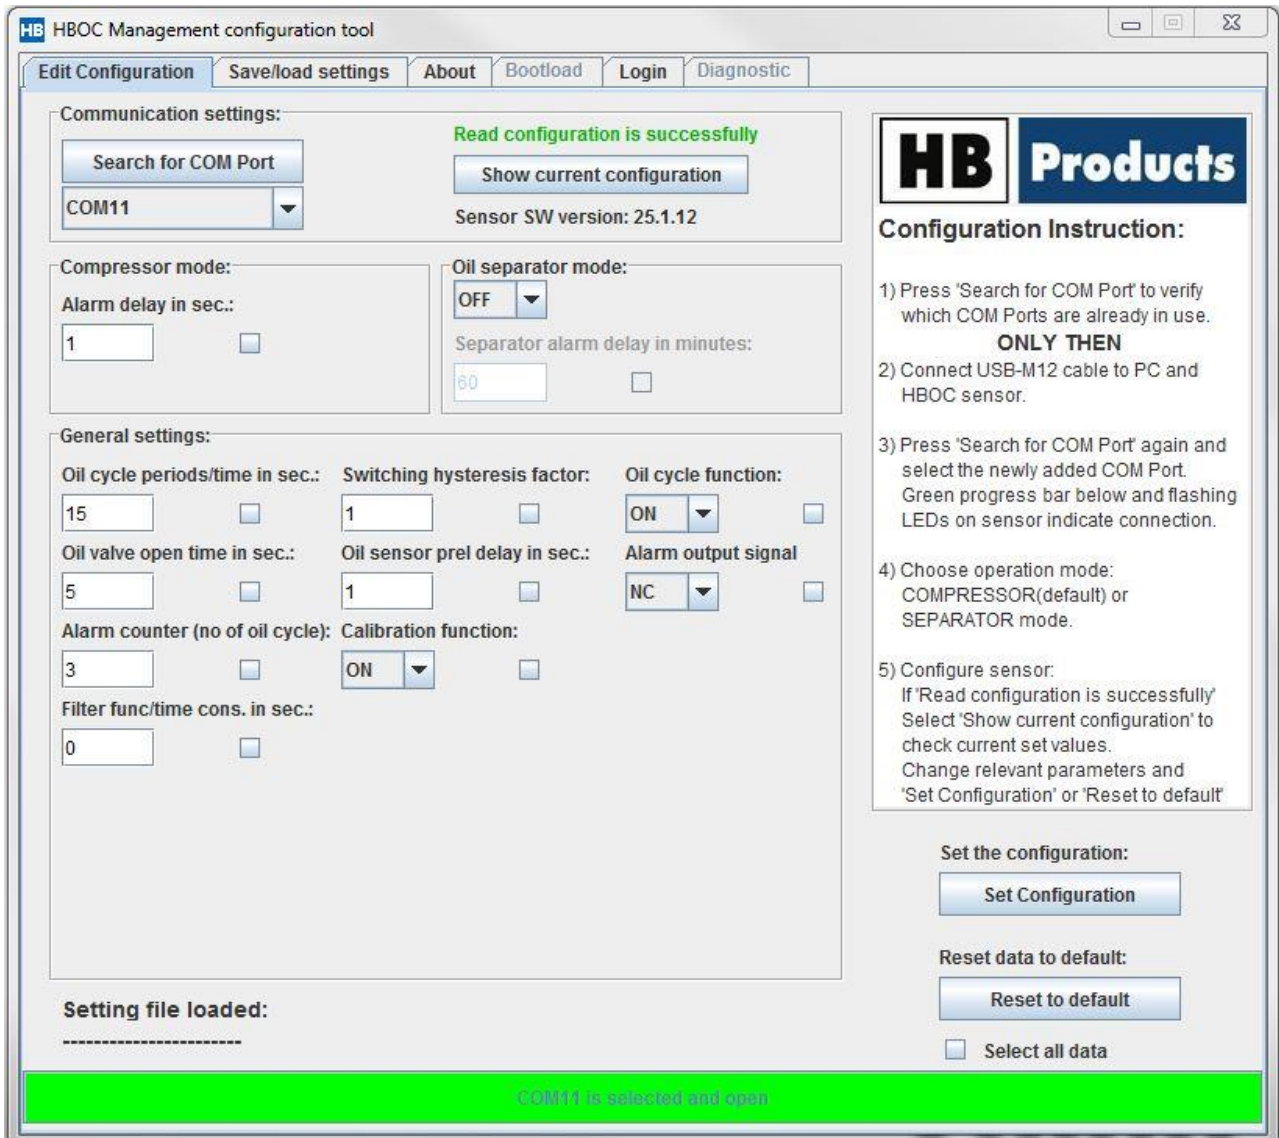 HB HBOC Management configuration tool
Edit Configuration Save/load settings About Bootload Login Diagnostic
Communication settings:
Search for COM Port
COM11
Read configuration is successfully
Show current configuration
Sensor SW version: 25.1.12
Compressor mode:
Alarm delay in sec.:
1
Oil separator mode:
OFF
Separator alarm delay in minutes:
60
General settings:
Oil cycle periods/time in sec.: Switching hysteresis factor: Oil cycle function:
15 1 ON
Oil valve open time in sec.: Oil sensor prel delay in sec.: Alarm output signal
5 1 NC
Alarm counter (no of oil cycle): Calibration function:
3 ON
Filter func/time cons. in sec.:
0
Setting file loaded:
-----------------------
HB Products
Configuration Instruction:
1) Press 'Search for COM Port' to verify
which COM Ports are already in use.
ONLY THEN
2) Connect USB-M12 cable to PC and
HBOC sensor.
3) Press 'Search for COM Port' again and
select the newly added COM Port.
Green progress bar below and flashing
LEDs on sensor indicate connection.
4) Choose operation mode:
COMPRESSOR(default) or
SEPARATOR mode.
5) Configure sensor:
If 'Read configuration is successfully'
Select 'Show current configuration' to
check current set values.
Change relevant parameters and
'Set Configuration' or 'Reset to default'
Set the configuration:
Set Configuration
Reset data to default:
Reset to default
Select all data
COM11 is selected and open